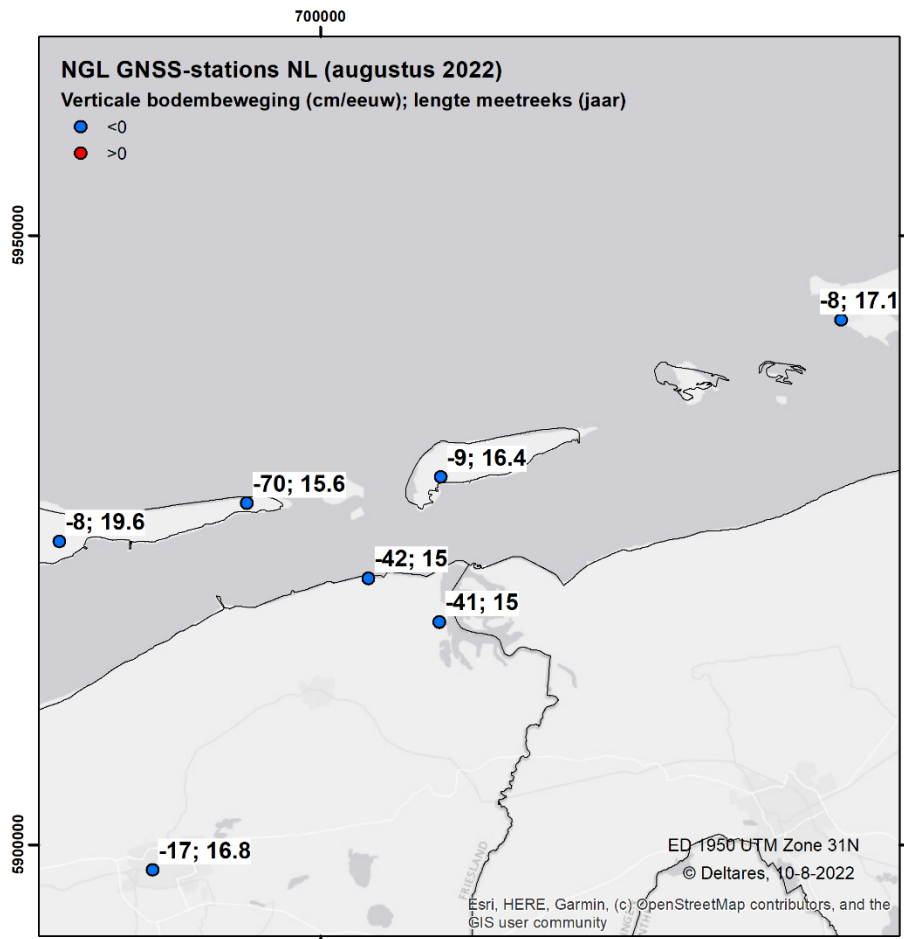 700000
NGL GNSS-stations NL (augustus 2022)
Verticale bodembeweging (cm/eeuw); lengte meetreeks (jaar)
<0
>0
5950000
-8; 17.1
-9; 16.4
-70; 15.6
-8; 19.6
-42; 15
-41; 15
5900000
-17; 16.8
FRIESLAND
ED 1950 UTM Zone 31N
© Deltares, 10-8-2022
Esri, HERE, Garmin, (c) OpenStreetMap contributors, and the
GIS user community